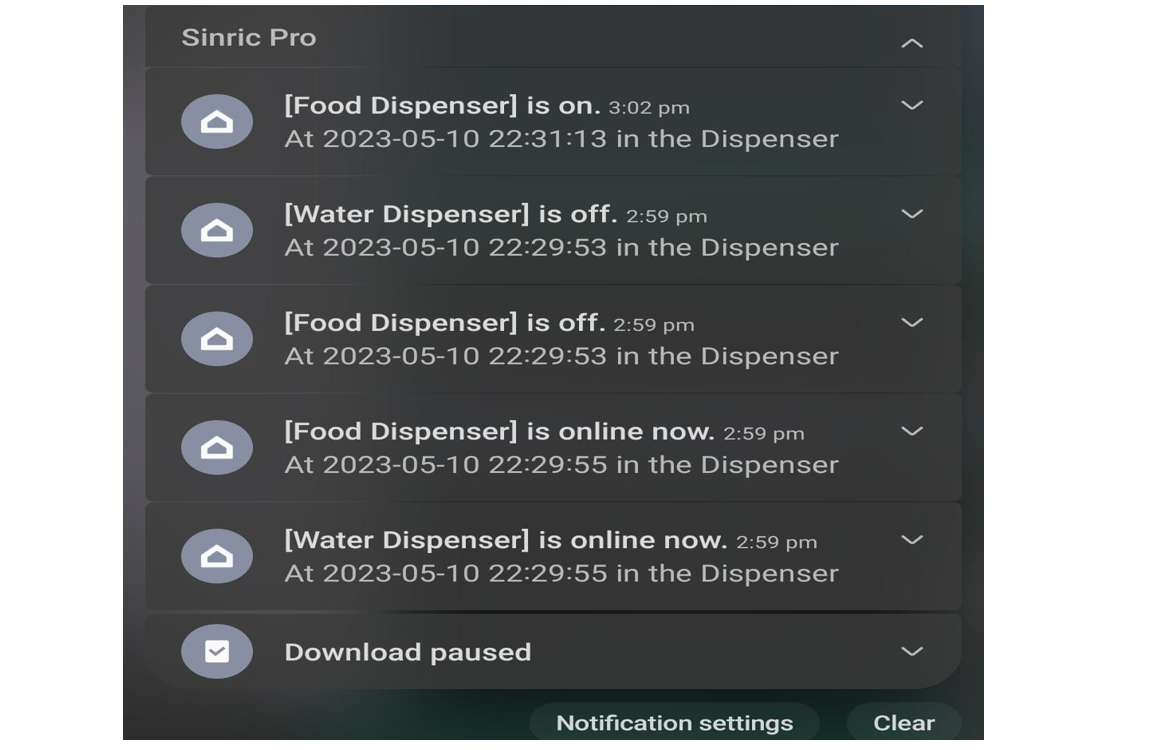 Sinric Pro
[Food Dispenser] is on. 3:02 pm
At 2023-05-10 22:31:13 in the Dispenser
[Water Dispenser] is off. 2:59 pm
At 2023-05-10 22:29:53 in the Dispenser
[Food Dispenser] is off. 2:59 pm
At 2023-05-10 22:29:53 in the Dispenser
[Food Dispenser] is online now. 2:59 pm
At 2023-05-10 22:29:55 in the Dispenser
[Water Dispenser] is online now. 2:59 pm
At 2023-05-10 22:29:55 in the Dispenser
Download paused
Notification settings Clear